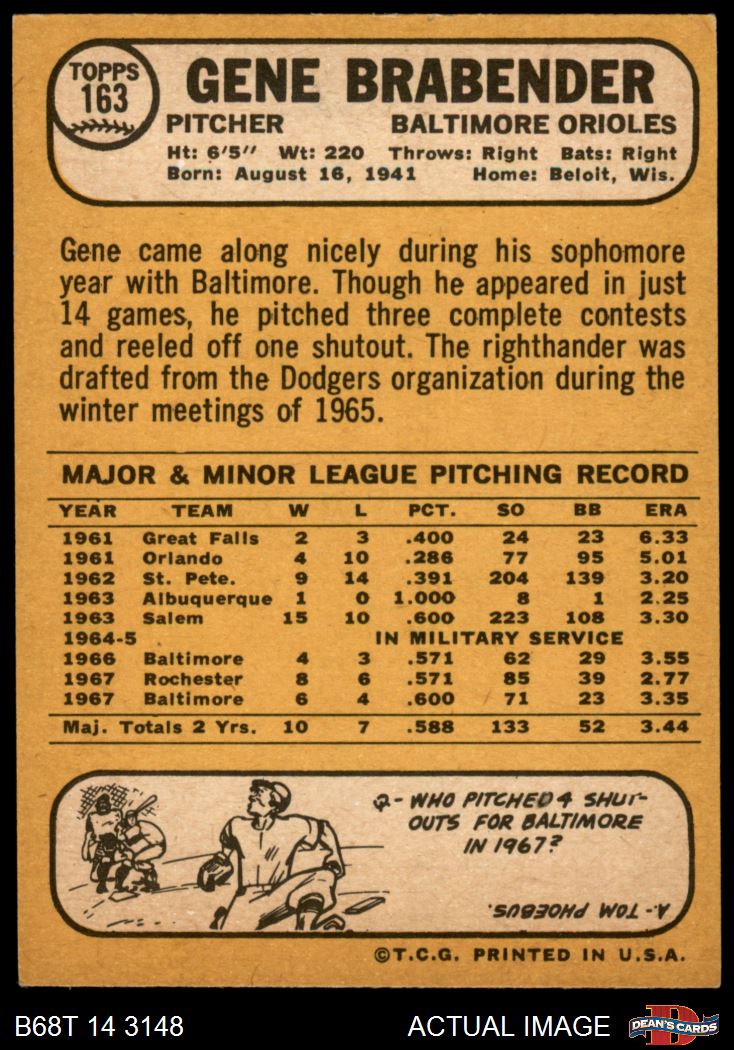 TOPPS
163
GENE BRABENDER
PITCHER BALTIMORE ORIOLES
Ht: 6'5" Wt: 220 Throws: Right Bats: Right
Born: August 16, 1941 Home: Beloit, Wis.
Gene came along nicely during his sophomore
year with Baltimore. Though he appeared in just
14 games, he pitched three complete contests
and reeled off one shutout. The righthander was
drafted from the Dodgers organization during the
winter meetings of 1965.
MAJOR & MINOR LEAGUE PITCHING RECORD
YEAR TEAM W L PCT. SO BB ERA
1961 Great Falls 2 3 .400 24 23 6.33
1961 Orlando 4 10 .286 77 95 5.01
1962 St. Pete. 9 14 .391 204 139 3.20
1963 Albuquerque 1 0 1.000 8 1 2.25
1963 Salem 15 10 .600 223 108 3.30
1964-5 IN MILITARY SERVICE
1966 Baltimore 4 3 .571 62 29 3.55
1967 Rochester 8 6 .571 85 39 2.77
1967 Baltimore 6 4 .600 71 23 3.35
Maj. Totals 2 Yrs. 10 7 .588 133 52 3.44
Q- WHO PITCHED 4 SHUT-
OUTS FOR BALTIMORE
IN 1967?
A- TOM PHOEBUS.
©T.C.G. PRINTED IN U.S.A.
B68T 14 3148 ACTUAL IMAGE
D
DEAN'S CARDS